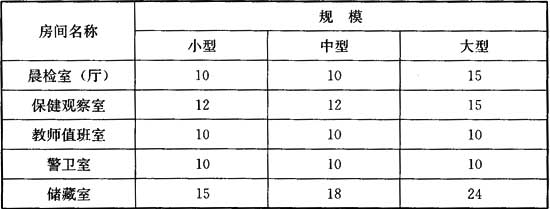 房间名称 规 模
小型 中型 大型
晨检室（厅） 10 10 15
保健观察室 12 12 15
教师值班室 10 10 10
警卫室 10 10 10
储藏室 15 18 24